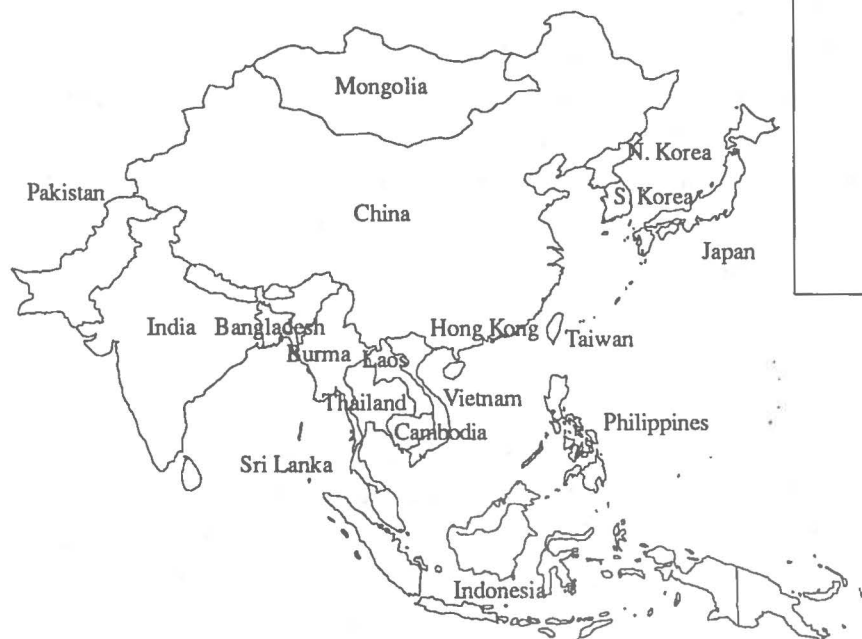 Mongolia
N. Korea
Pakistan
S. Korea
China
Japan
India
Bangladesh
Hong Kong
Taiwan
Burma
Laos
Thailand
Vietnam
Philippines
Cambodia
Sri Lanka
Indonesia